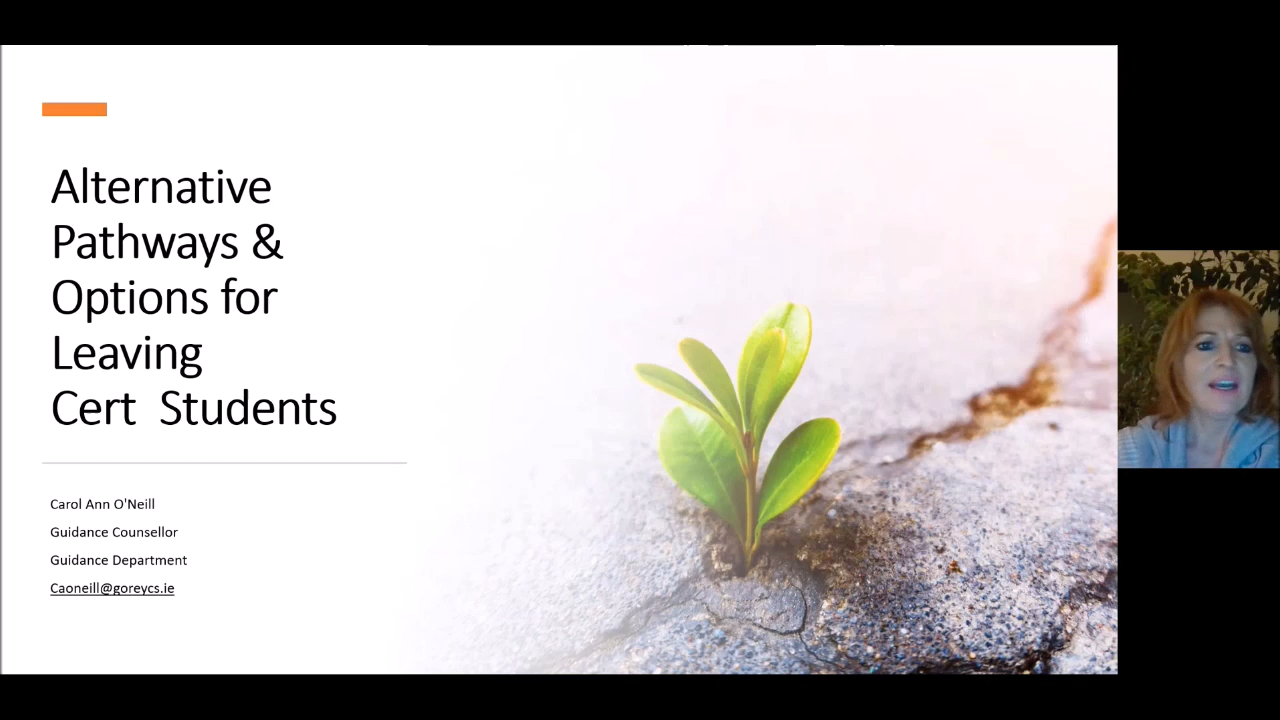 Alternative
Pathways &
Options for
Leaving
Cert  Students
Carol Ann O'Neill
Guidance Counsellor
Guidance Department
Caoneill@goreycs.ie